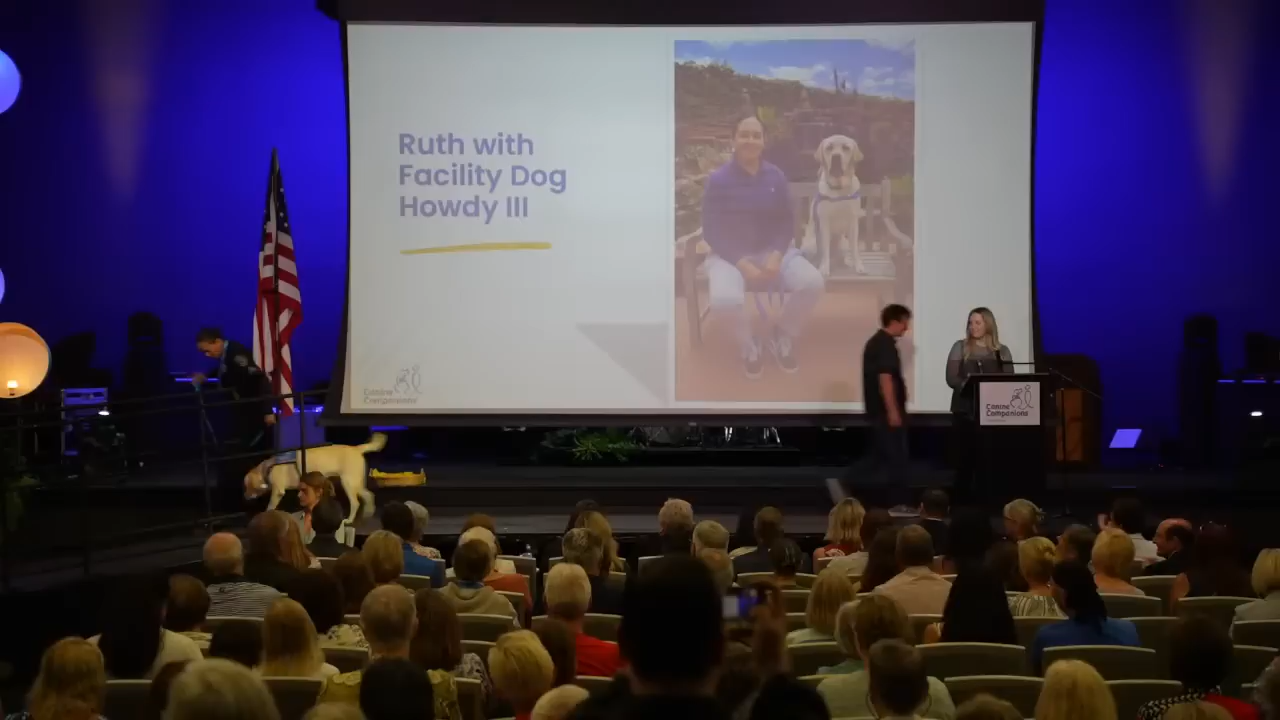 Ruth with
Facility Dog
Howdy III
Canine
Companions
Canine
Companions